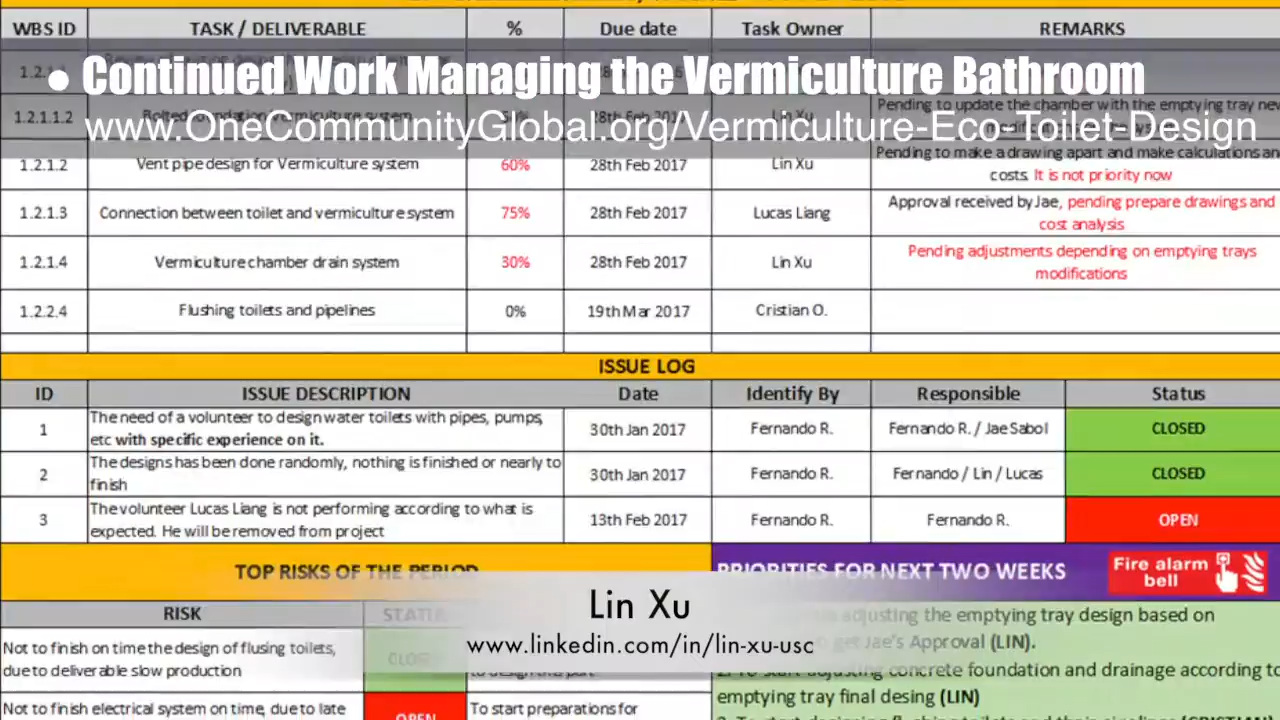 WBS ID TASK / DELIVERABLE % Due date Task Owner REMARKS
• Continued Work Managing the Vermiculture Bathroom
www.OneCommunityGlobal.org/Vermiculture-Eco-Toilet-Design
1.2.1.1.2 28th Feb 2017 Lin Xu Pending to update the chamber with the emptying tray new
1.2.1.2 Vent pipe design for Vermiculture system 60% 28th Feb 2017 Lin Xu Pending to make a drawing apart and make calculations and
costs. It is not priority now
1.2.1.3 Connection between toilet and vermiculture system 75% 28th Feb 2017 Lucas Liang Approval received by Jae, pending prepare drawings and
cost analysis
1.2.1.4 Vermiculture chamber drain system 30% 28th Feb 2017 Lin Xu Pending adjustments depending on emptying trays
modifications
1.2.2.4 Flushing toilets and pipelines 0% 19th Mar 2017 Cristian O.
ISSUE LOG
ID ISSUE DESCRIPTION Date Identify By Responsible Status
1 The need of a volunteer to design water toilets with pipes, pumps,
etc with specific experience on it. 30th Jan 2017 Fernando R. Fernando R. / Jae Sabol CLOSED
2 The designs has been done randomly, nothing is finished or nearly to
finish 30th Jan 2017 Fernando R. Fernando / Lin / Lucas CLOSED
3 The volunteer Lucas Liang is not performing according to what is
expected. He will be removed from project 13th Feb 2017 Fernando R. Fernando R. OPEN
TOP RISKS OF THE PERIOD PRIORITIES FOR NEXT TWO WEEKS Fire alarm
bell
RISK STATUS
Lin Xu
www.linkedin.com/in/lin-xu-usc
Not to finish on time the design of flusing toilets,
due to deliverable slow production
CLOSED
to design this part
Not to finish electrical system on time, due to late
OPEN
To start preparations for
adjusting the emptying tray design based on
get Jae's Approval (LIN).
2. To start adjusting concrete foundation and drainage according to
emptying tray final desing (LIN)